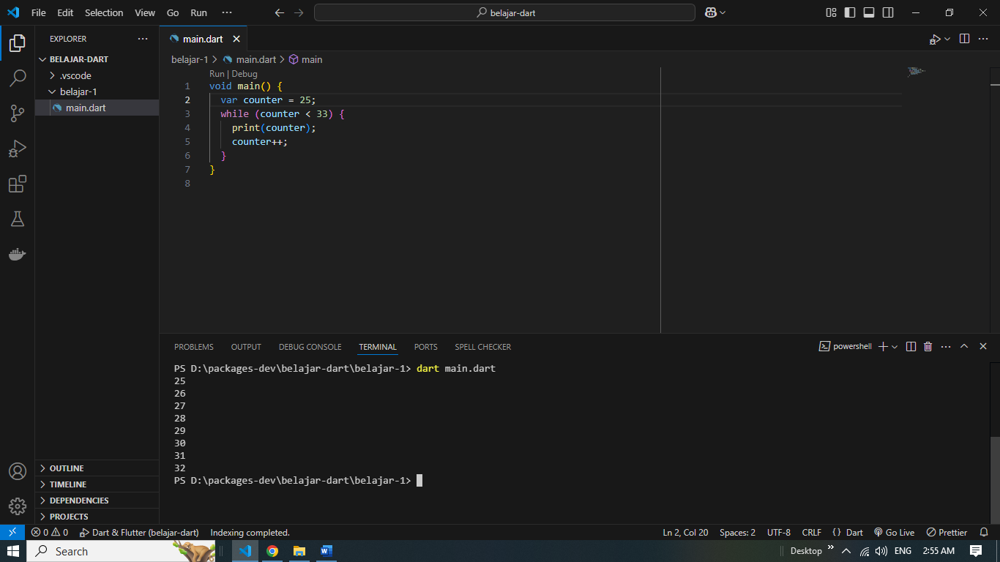 File Edit Selection View Go Run ···
belajar-dart
EXPLORER ···
BELAJAR-DART
.vscode
belajar-1
main.dart
OUTLINE
TIMELINE
DEPENDENCIES
PROJECTS
main.dart
belajar-1 > main.dart > main
Run | Debug
1 void main() {
2 var counter = 25;
3 while (counter < 33) {
4 print(counter);
5 counter++;
6 }
7 }
8
PROBLEMS OUTPUT DEBUG CONSOLE TERMINAL PORTS SPELL CHECKER powershell
PS D:\packages-dev\belajar-dart\belajar-1> dart main.dart
25
26
27
28
29
30
31
32
PS D:\packages-dev\belajar-dart\belajar-1>
0 0 Dart & Flutter (belajar-dart) Indexing completed. Ln 2, Col 20 Spaces: 2 UTF-8 CRLF {} Dart Go Live Prettier
Search Desktop ENG 2:55 AM